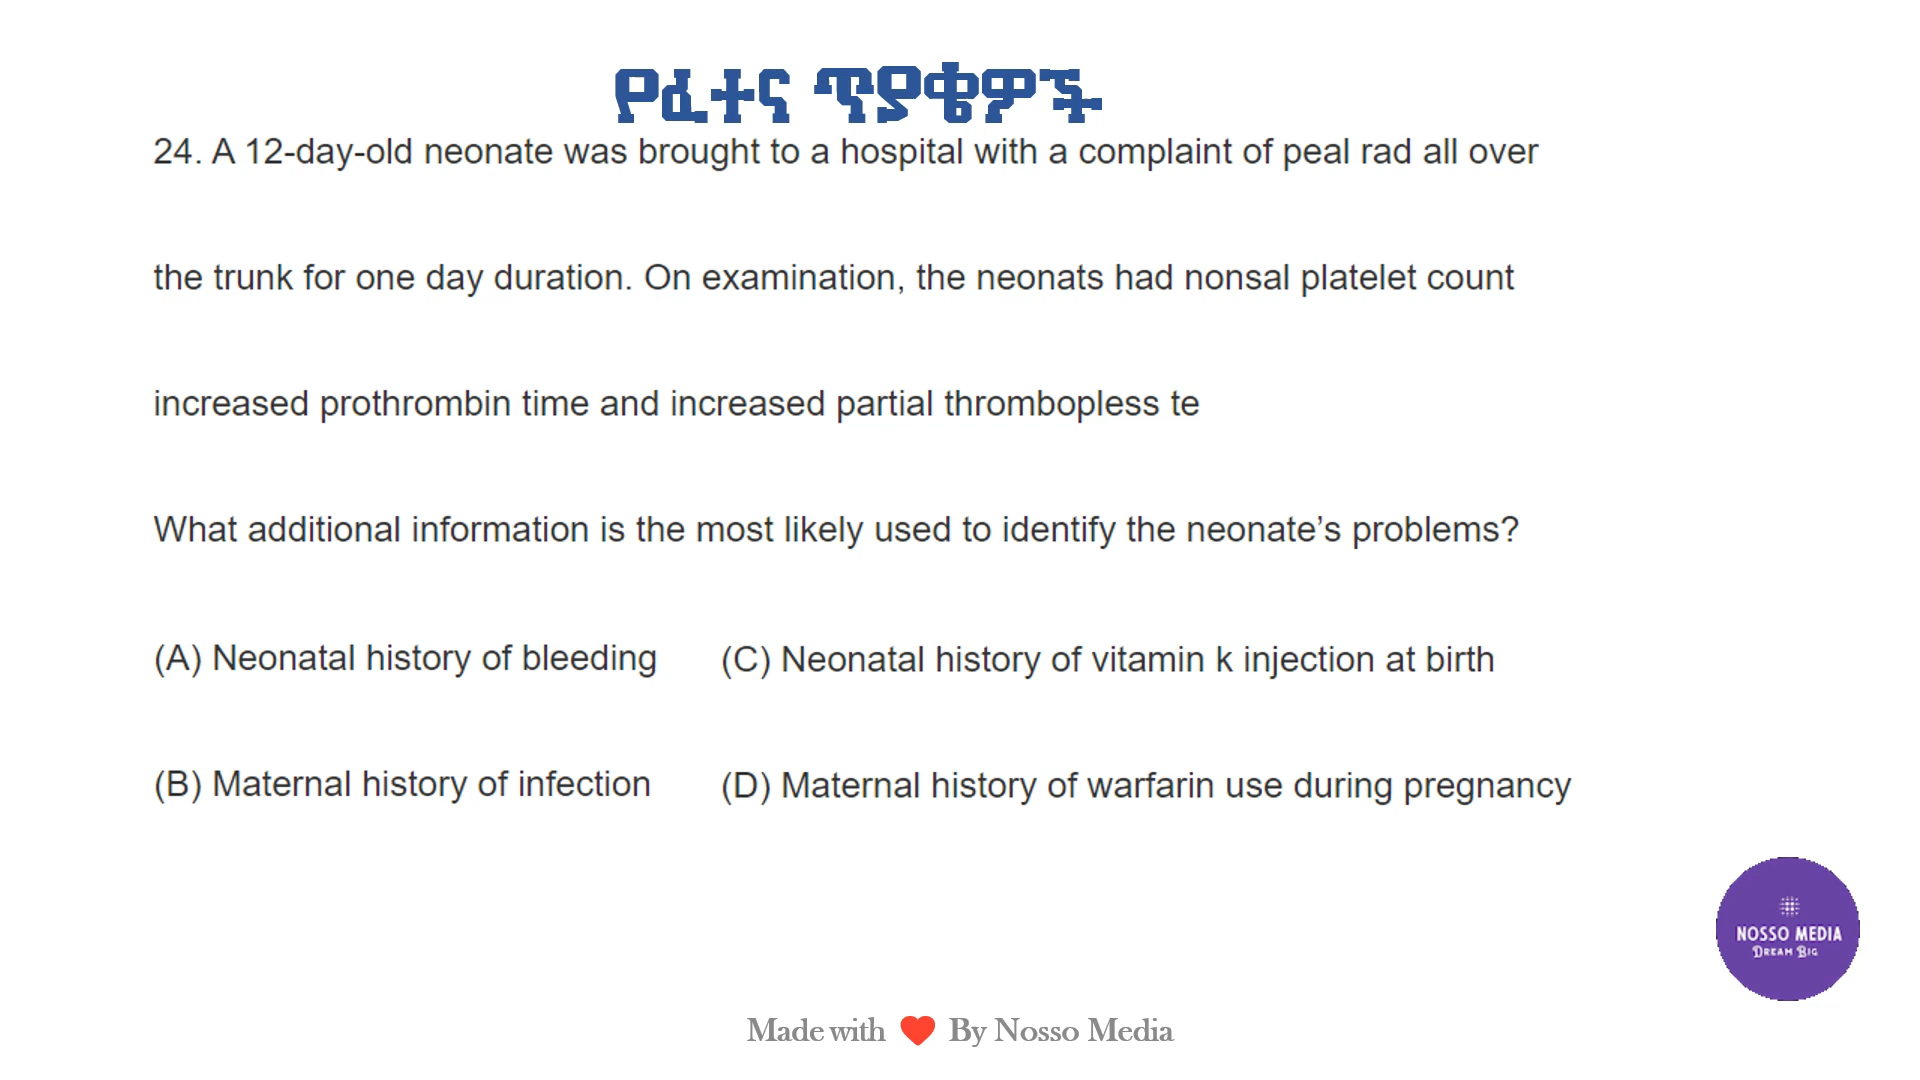 የፈተና ጥያቄዎች
24. A 12-day-old neonate was brought to a hospital with a complaint of peal rad all over
the trunk for one day duration. On examination, the neonats had nonsal platelet count
increased prothrombin time and increased partial thrombopless te
What additional information is the most likely used to identify the neonate’s problems?
(A) Neonatal history of bleeding (C) Neonatal history of vitamin k injection at birth
(B) Maternal history of infection (D) Maternal history of warfarin use during pregnancy
NOSSO MEDIA
DREAM BIG
Made with ❤ By Nosso Media